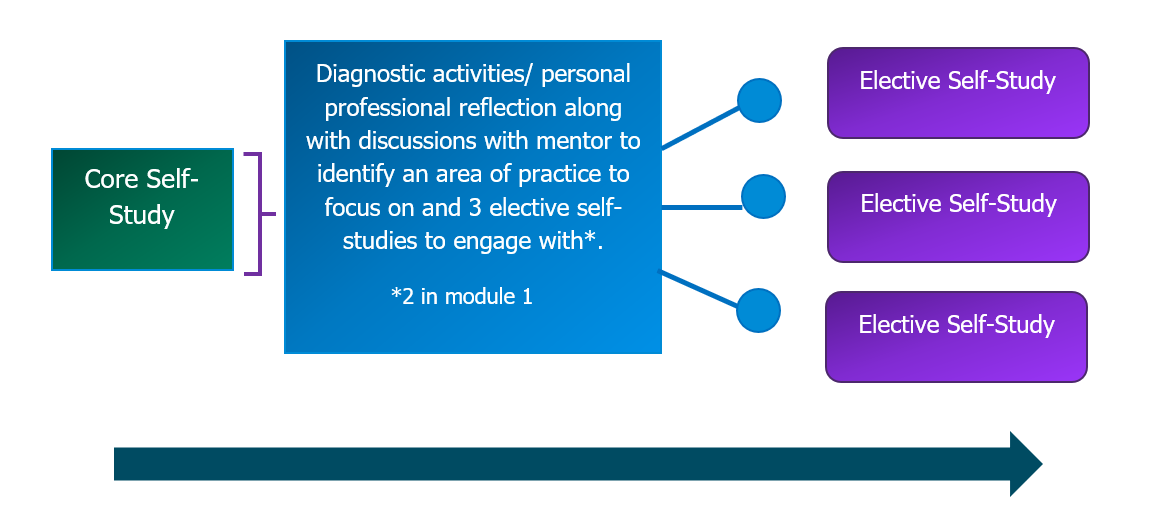 Core Self-
Study
Diagnostic activities/ personal
professional reflection along
with discussions with mentor to
identify an area of practice to
focus on and 3 elective self-
studies to engage with*.
*2 in module 1
Elective Self-Study
Elective Self-Study
Elective Self-Study